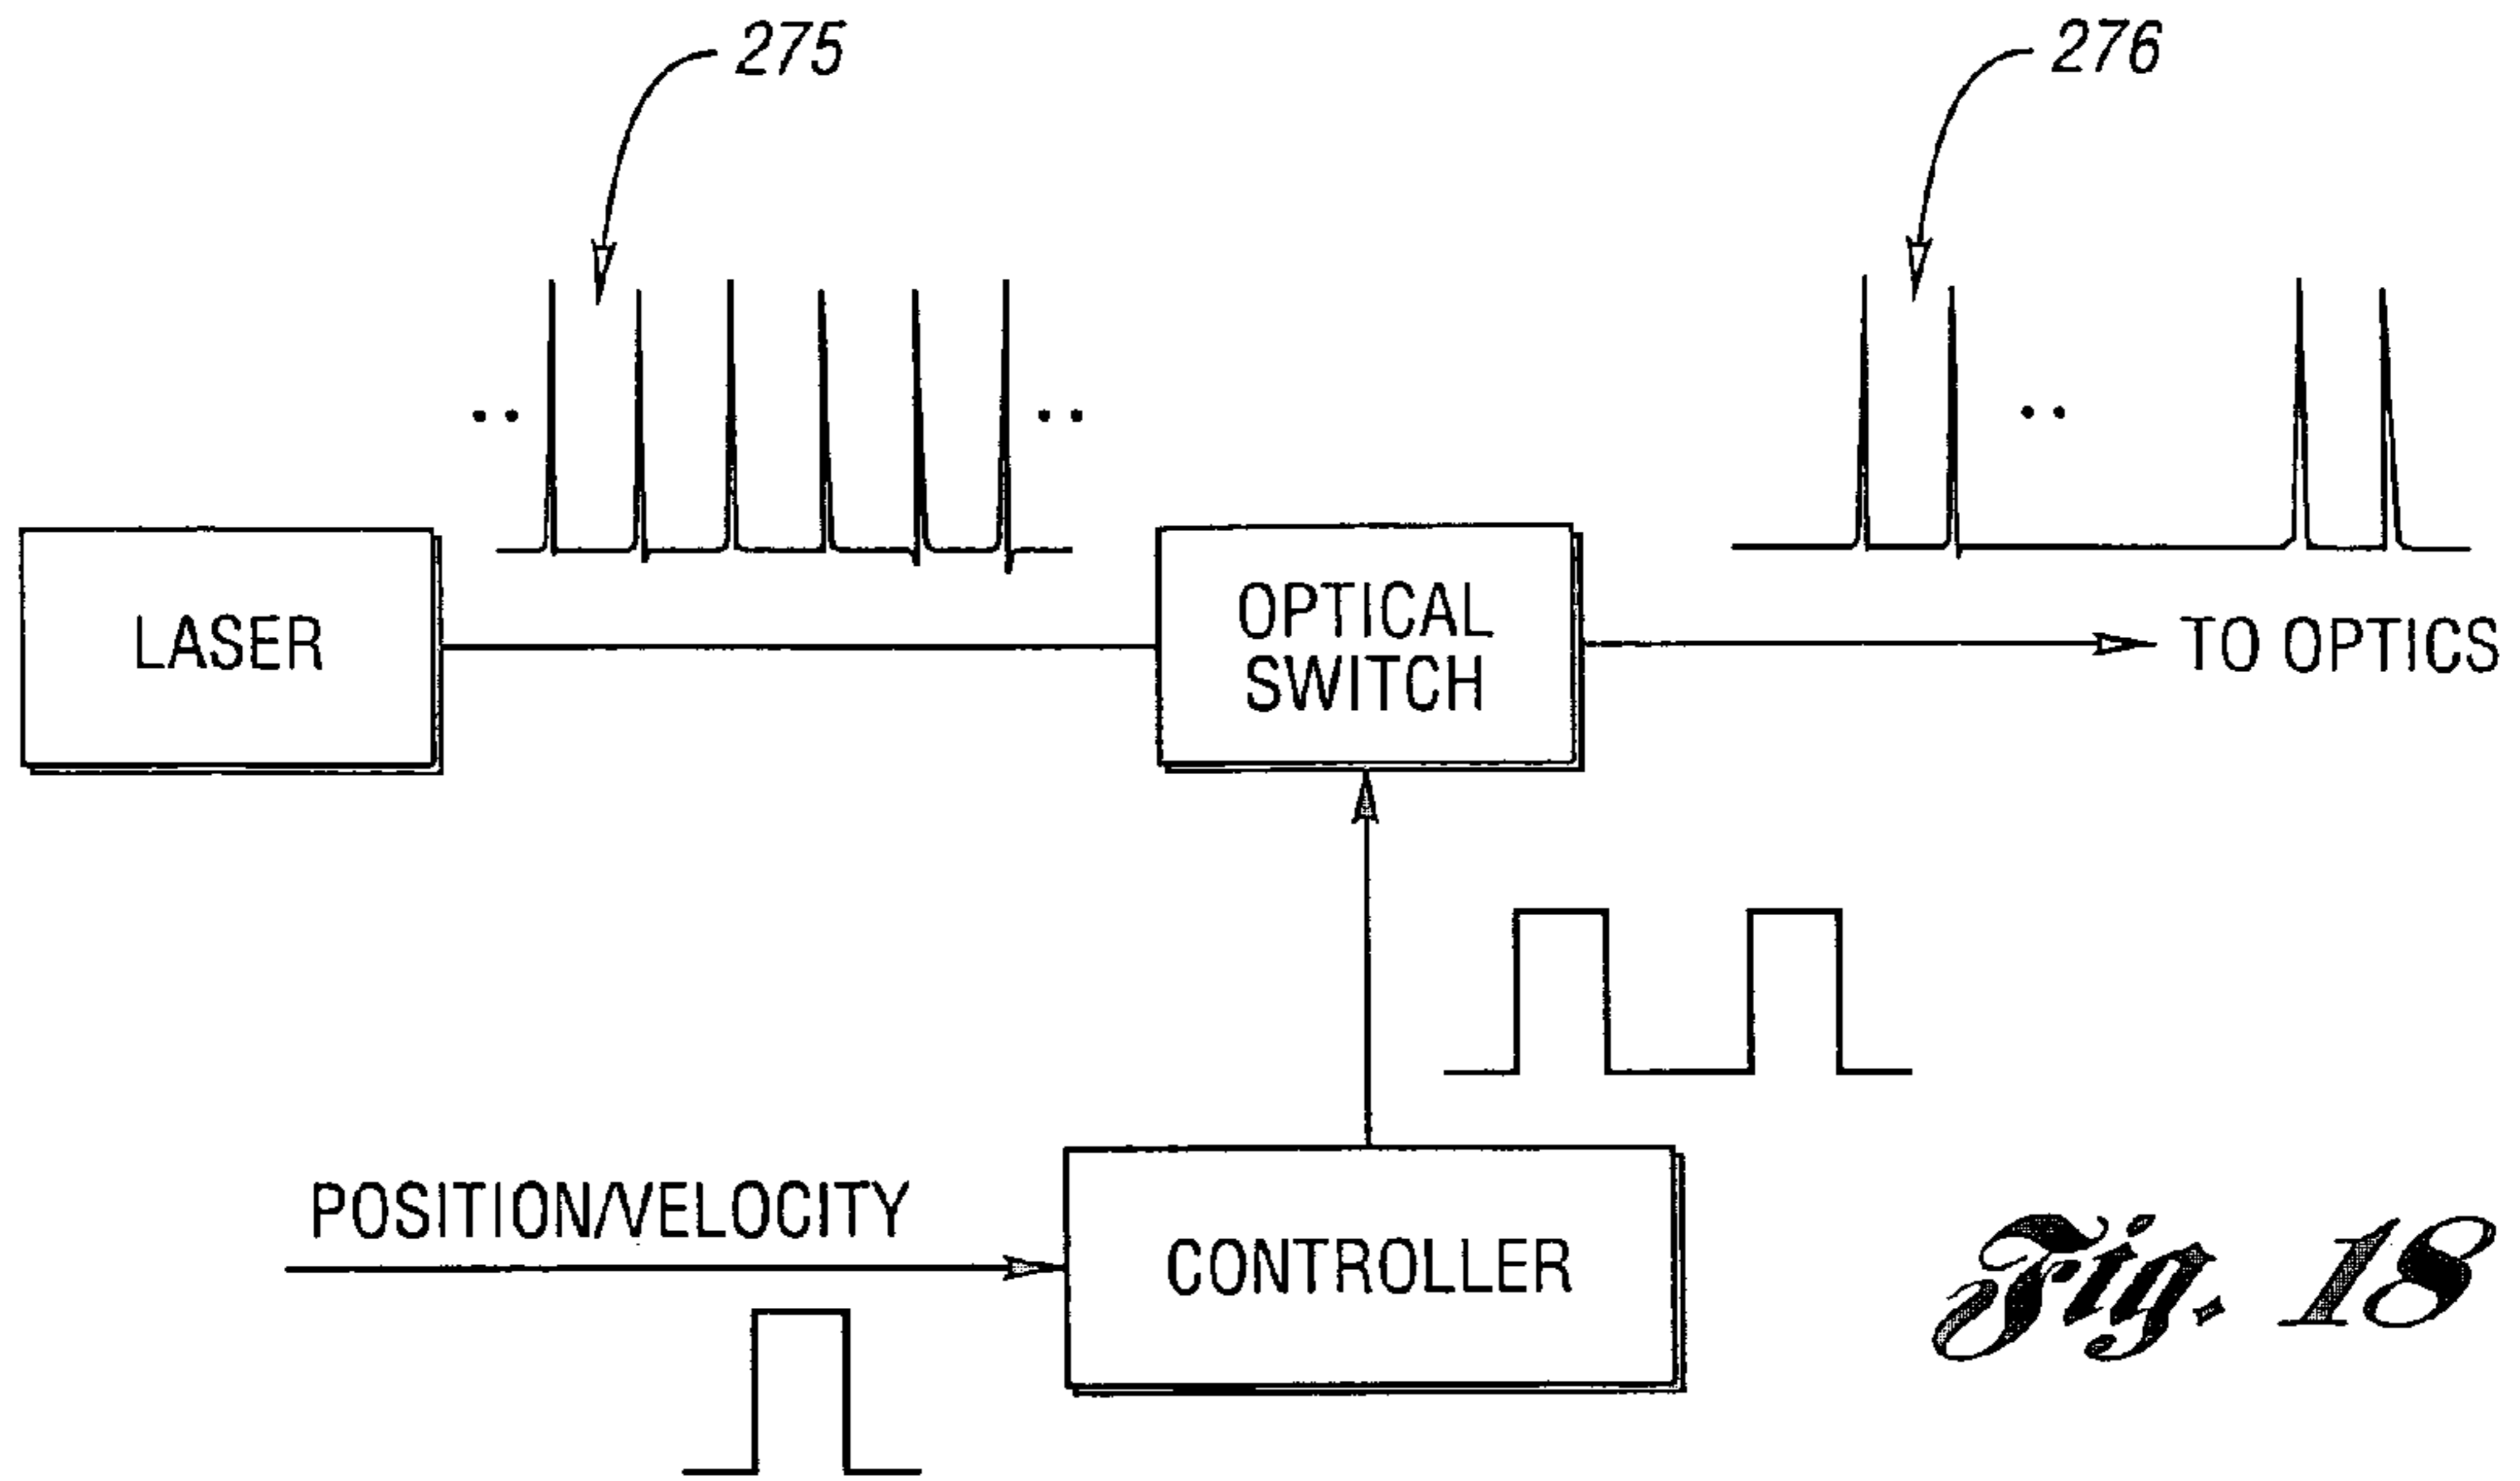 275
276
LASER
OPTICAL
SWITCH
TO OPTICS
POSITION/VELOCITY
CONTROLLER
Fig. 18